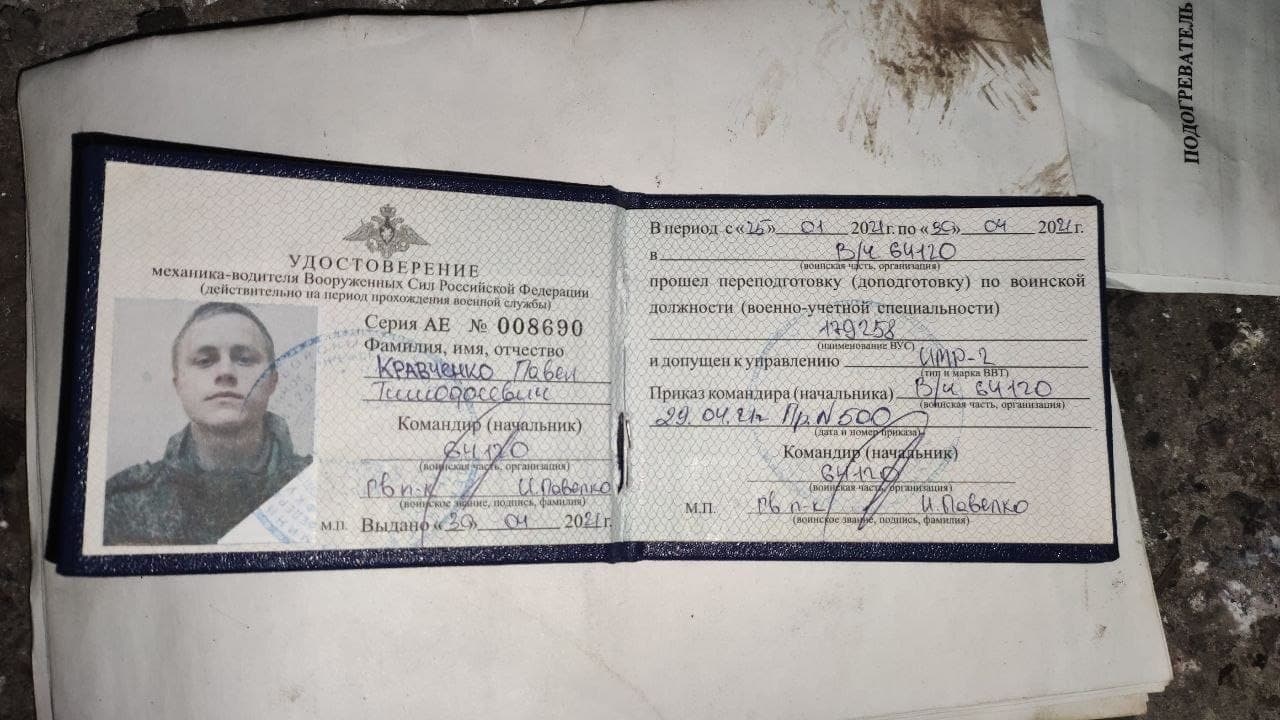 УДОСТОВЕРЕНИЕ
механика-водителя Вооруженных Сил Российской Федерации
(действительно на период прохождения военной службы)
Серия АЕ № 008690
Фамилия, имя, отчество
Кравченко Павел
Тимофеевич
Командир (начальник)
64120
(воинская часть, организация)
гв п-к И.Павелко
(воинское звание, подпись, фамилия)
М.П. Выдано «30» 04 2021г.
В период с «25» 01 2021г. по «30» 04 2021г.
в В/ч 64120
(воинская часть, организация)
прошел переподготовку (доподготовку) по воинской
должности (военно-учетной специальности)
179258
(наименование ВУС)
и допущен к управлению ИМР-2
(тип и марка ВВТ)
Приказ командира (начальника) В/ч 64120
(воинская часть, организация)
29.04.21г Пр.N500
(дата и номер приказа)
Командир (начальник)
64120
(воинская часть, организация)
М.П. гв п-к И.Павелко
(воинское звание, подпись, фамилия)
ПОДОГРЕВАТЕЛЬ